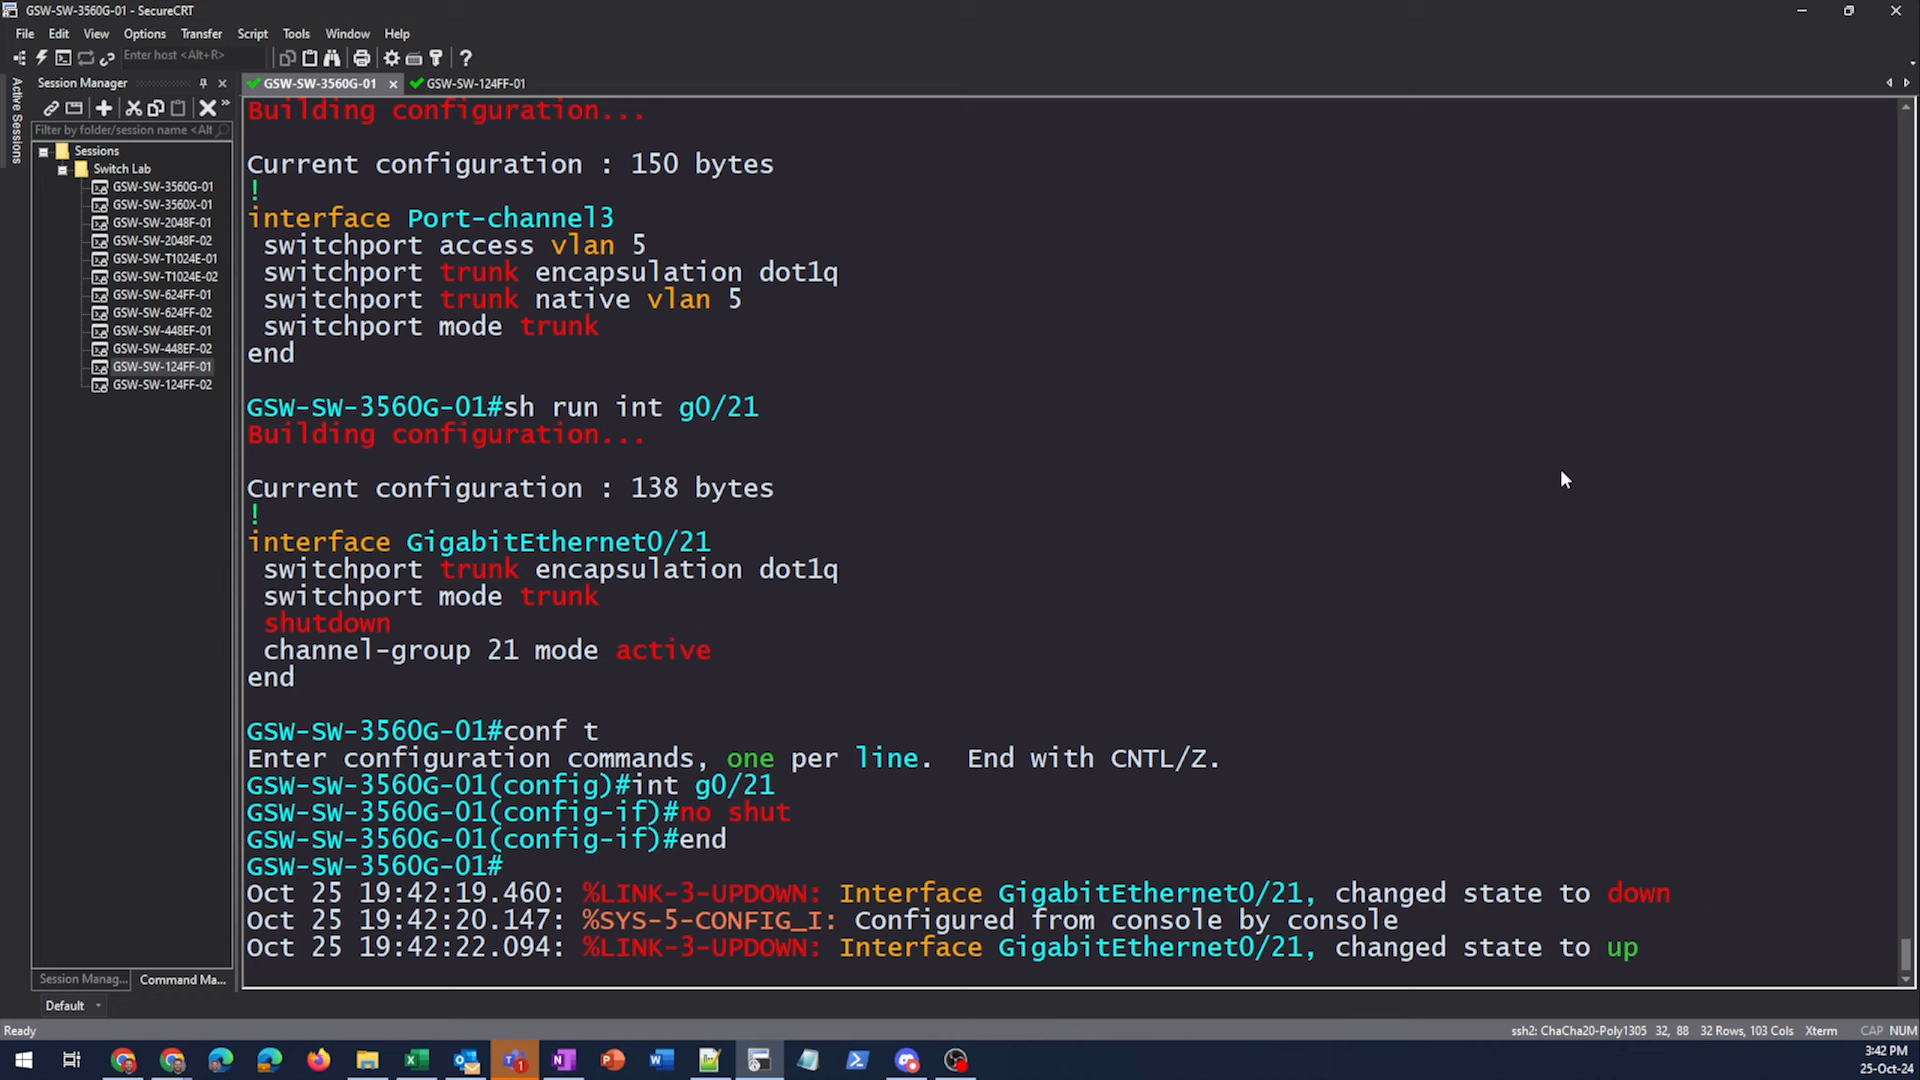 GSW-SW-3560G-01 - SecureCRT
File Edit View Options Transfer Script Tools Window Help
Enter host <Alt+R>
Session Manager
GSW-SW-3560G-01 GSW-SW-124FF-01
Active Sessions
Filter by folder/session name <Alt
Sessions
Switch Lab
GSW-SW-3560G-01
GSW-SW-3560X-01
GSW-SW-2048F-01
GSW-SW-2048F-02
GSW-SW-T1024E-01
GSW-SW-T1024E-02
GSW-SW-624FF-01
GSW-SW-624FF-02
GSW-SW-448EF-01
GSW-SW-448EF-02
GSW-SW-124FF-01
GSW-SW-124FF-02
Building configuration...
Current configuration : 150 bytes
!
interface Port-channel3
switchport access vlan 5
switchport trunk encapsulation dot1q
switchport trunk native vlan 5
switchport mode trunk
end
GSW-SW-3560G-01#sh run int g0/21
Building configuration...
Current configuration : 138 bytes
!
interface GigabitEthernet0/21
switchport trunk encapsulation dot1q
switchport mode trunk
shutdown
channel-group 21 mode active
end
GSW-SW-3560G-01#conf t
Enter configuration commands, one per line.  End with CNTL/Z.
GSW-SW-3560G-01(config)#int g0/21
GSW-SW-3560G-01(config-if)#no shut
GSW-SW-3560G-01(config-if)#end
GSW-SW-3560G-01#
Oct 25 19:42:19.460: %LINK-3-UPDOWN: Interface GigabitEthernet0/21, changed state to down
Oct 25 19:42:20.147: %SYS-5-CONFIG_I: Configured from console by console
Oct 25 19:42:22.094: %LINK-3-UPDOWN: Interface GigabitEthernet0/21, changed state to up
Session Manag... Command Ma...
Default
Ready
ssh2: ChaCha20-Poly1305 32, 88 32 Rows, 103 Cols Xterm CAP NUM
3:42 PM
25-Oct-24